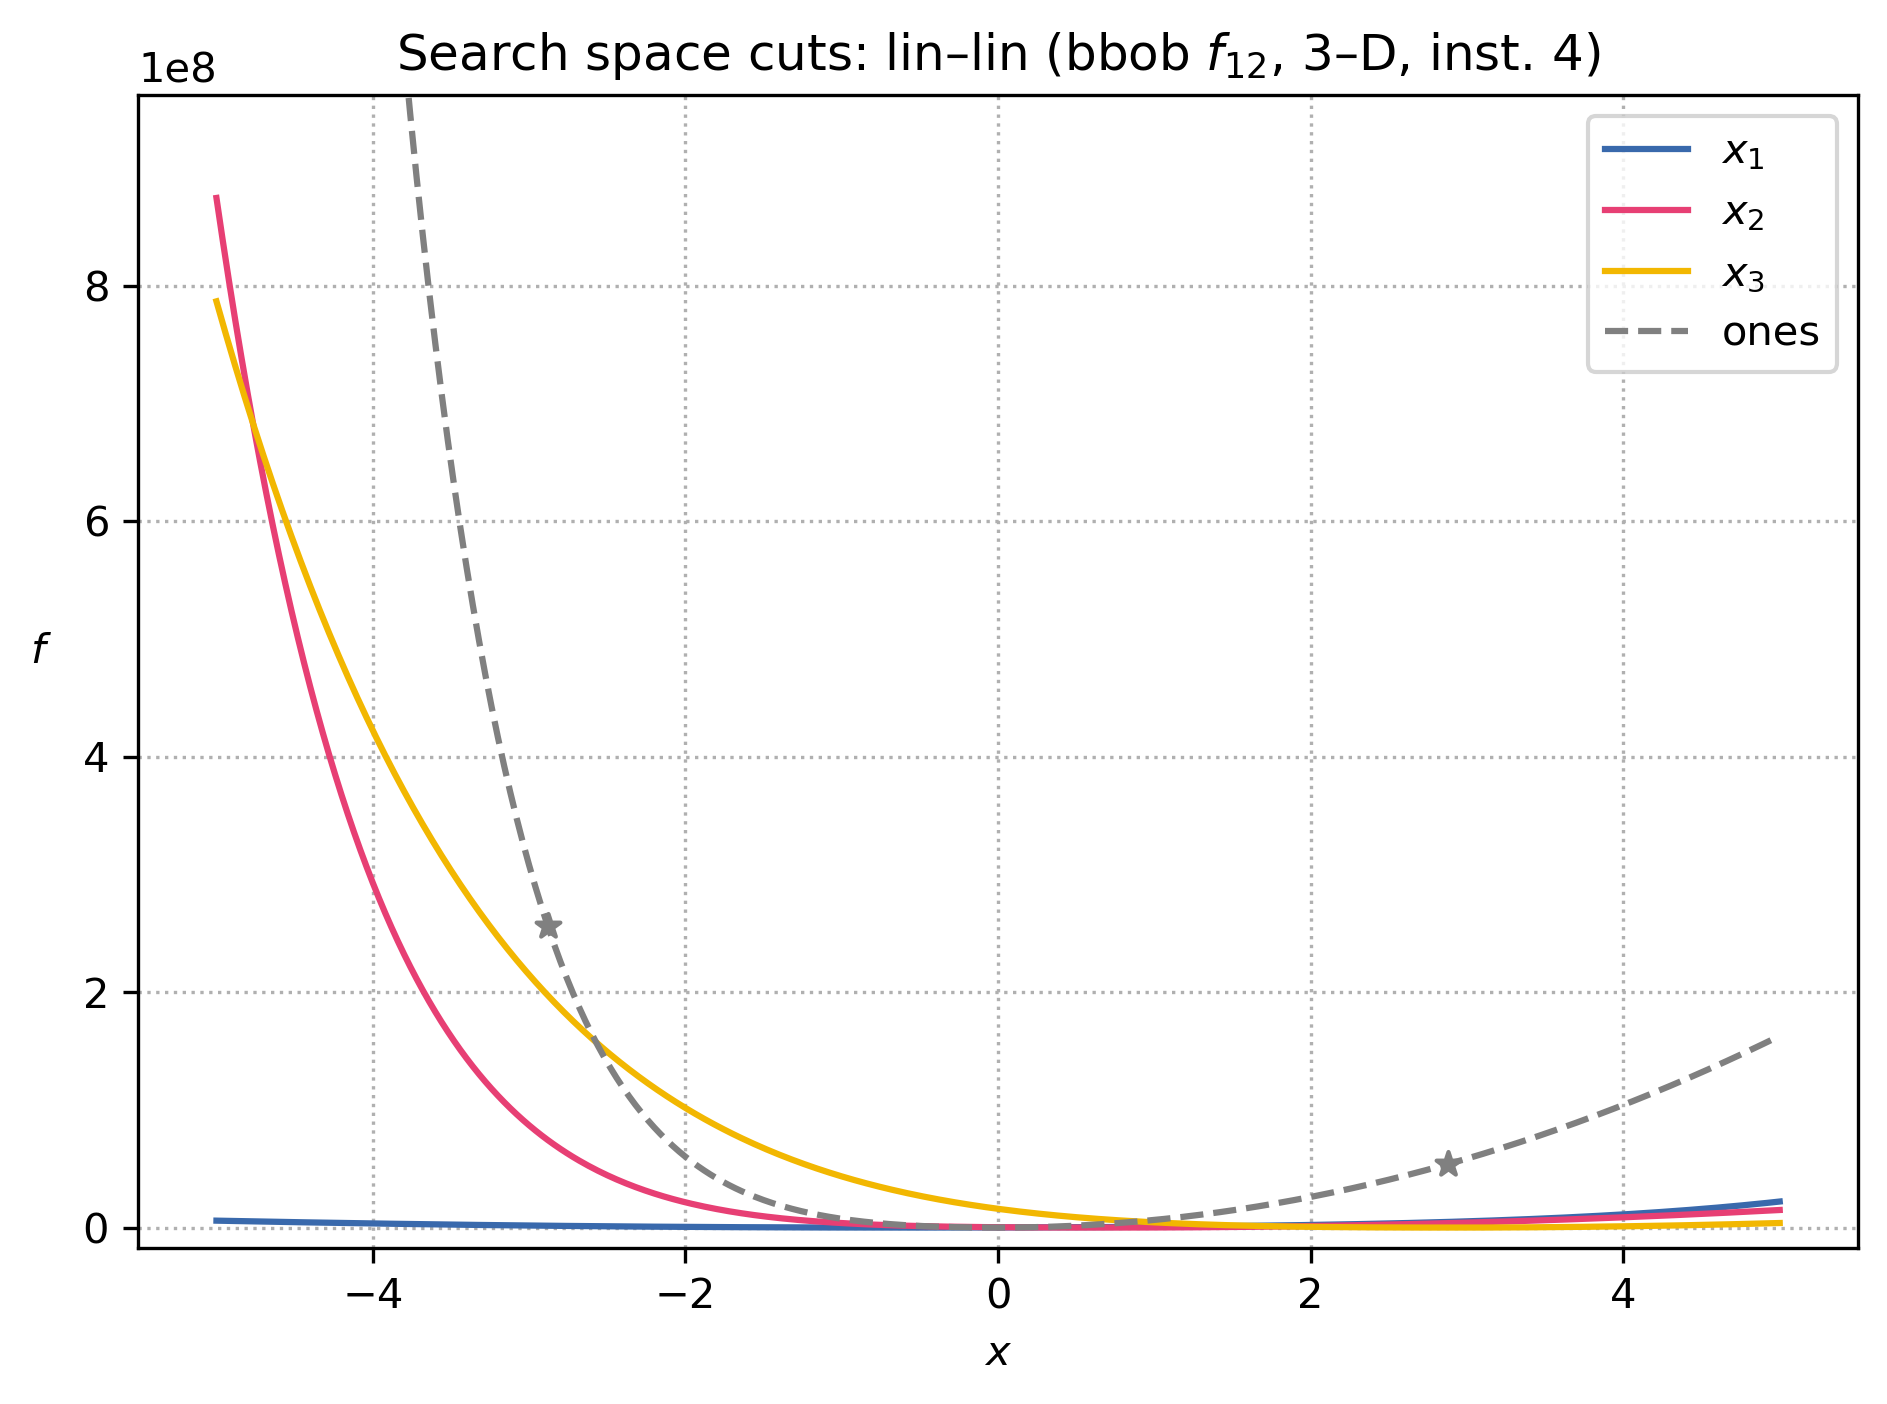 Search space cuts: lin–lin (bbob f12, 3–D, inst. 4)
1e8
x1
x2
x3
ones
8
6
4
2
0
f
−4 −2 0 2 4
x